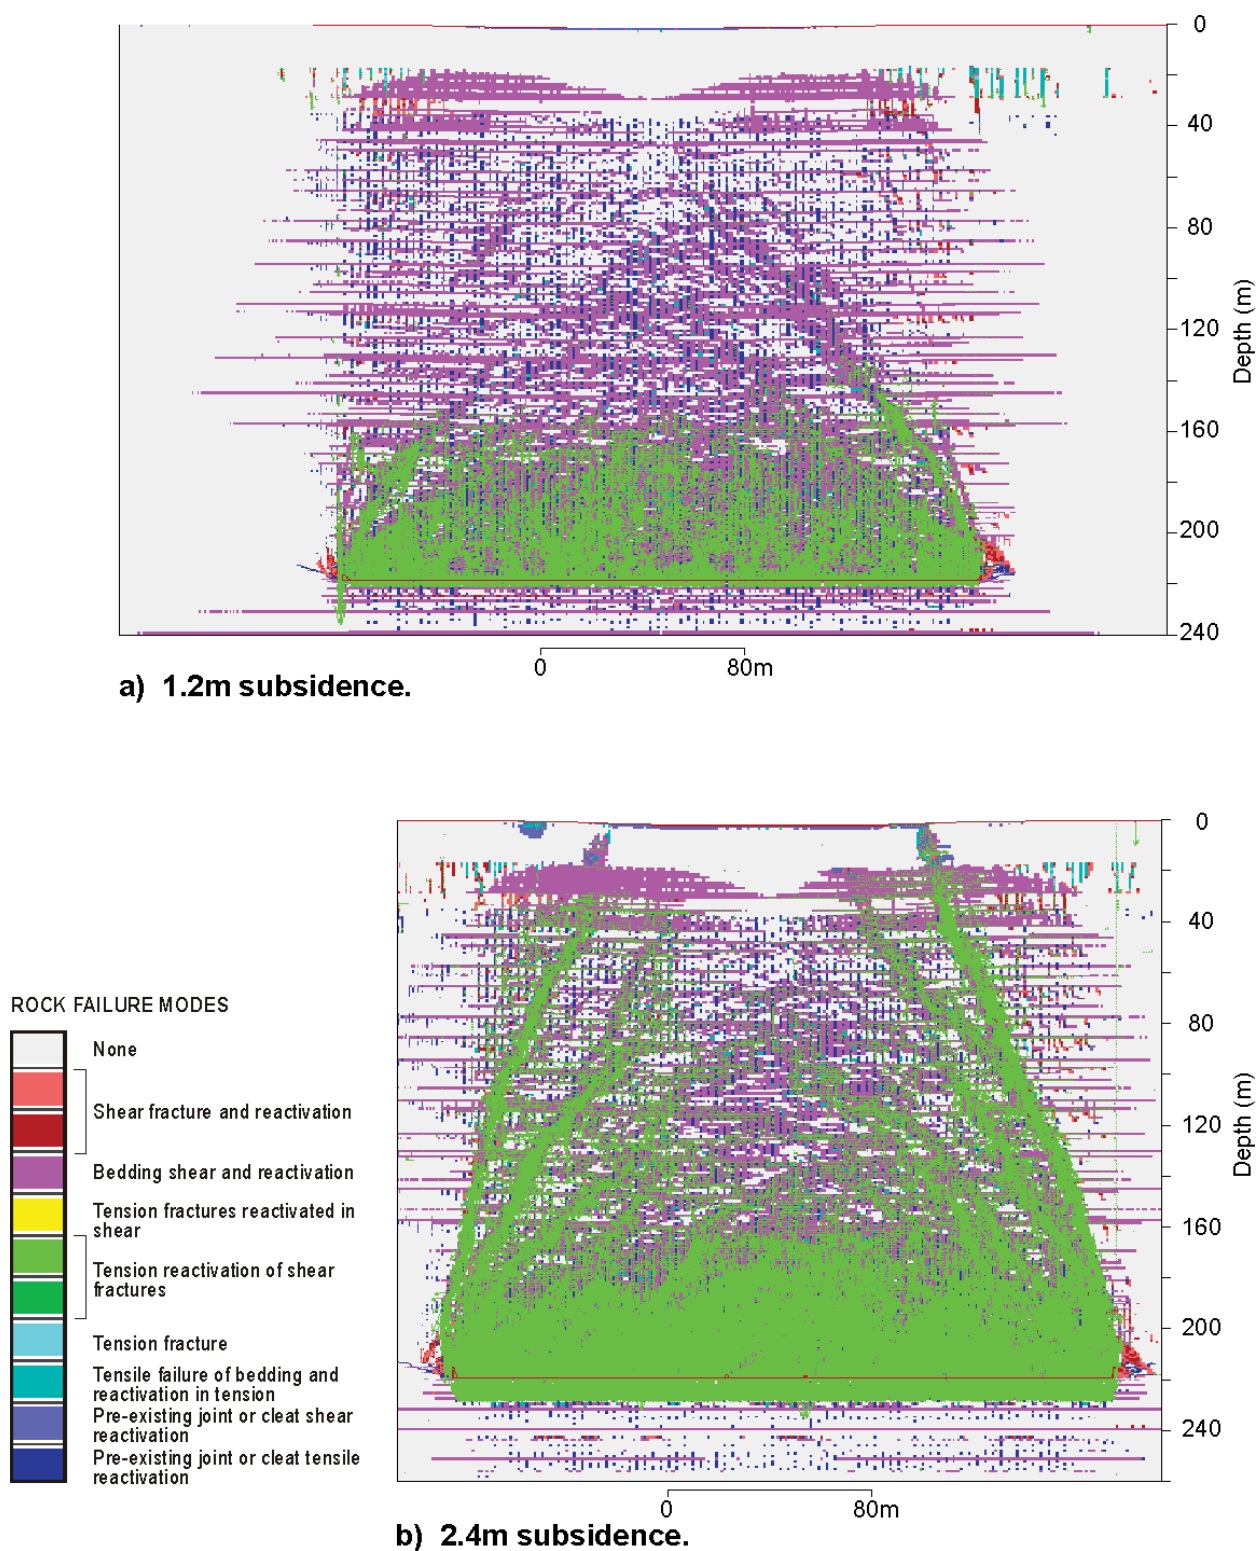 0
40
80
120
160
200
240
Depth (m)
0 80m
a) 1.2m subsidence.
0
40
80
120
160
200
240
Depth (m)
0 80m
b) 2.4m subsidence.
ROCK FAILURE MODES
None
Shear fracture and reactivation
Bedding shear and reactivation
Tension fractures reactivated in
shear
Tension reactivation of shear
fractures
Tension fracture
Tensile failure of bedding and
reactivation in tension
Pre-existing joint or cleat shear
reactivation
Pre-existing joint or cleat tensile
reactivation